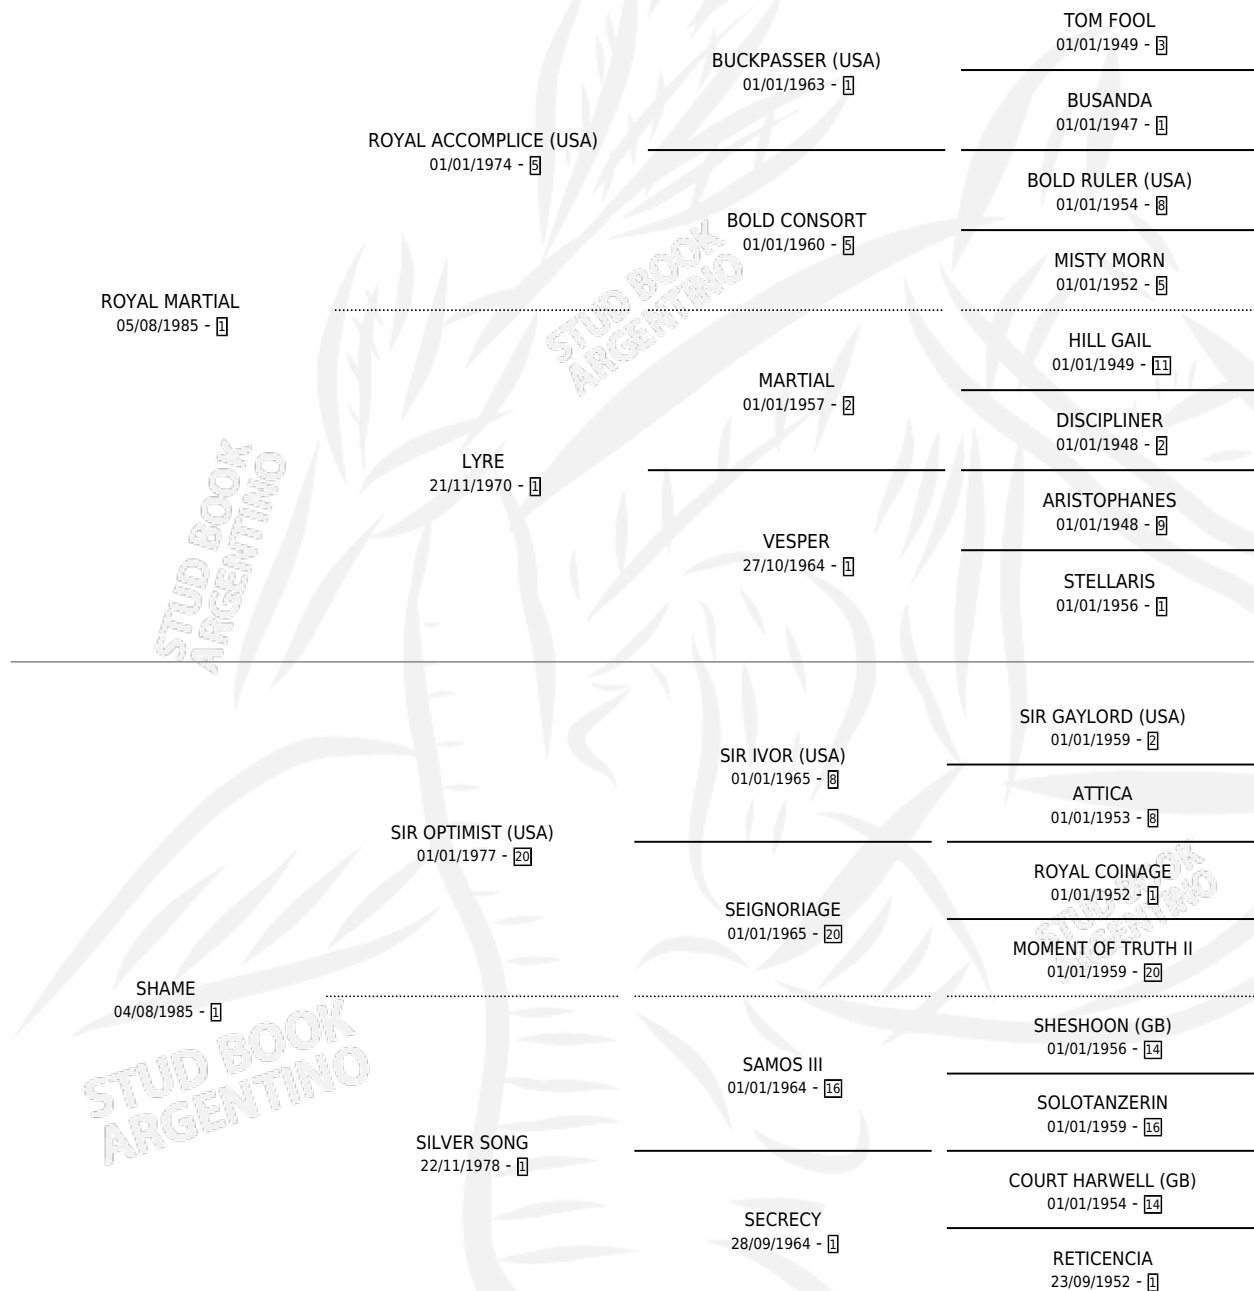 TOM FOOL
01/01/1949 - 3
BUCKPASSER (USA)
01/01/1963 - 1
BUSANDA
01/01/1947 - 1
ROYAL ACCOMPLICE (USA)
01/01/1974 - 5
BOLD RULER (USA)
01/01/1954 - 8
BOLD CONSORT
01/01/1960 - 5
MISTY MORN
01/01/1952 - 5
ROYAL MARTIAL
05/08/1985 - 1
HILL GAIL
01/01/1949 - 11
MARTIAL
01/01/1957 - 2
DISCIPLINER
01/01/1948 - 2
LYRE
21/11/1970 - 1
ARISTOPHANES
01/01/1948 - 9
VESPER
27/10/1964 - 1
STELLARIS
01/01/1956 - 1
SIR GAYLORD (USA)
01/01/1959 - 2
SIR IVOR (USA)
01/01/1965 - 8
ATTICA
01/01/1953 - 8
SIR OPTIMIST (USA)
01/01/1977 - 20
ROYAL COINAGE
01/01/1952 - 1
SEIGNORIAGE
01/01/1965 - 20
MOMENT OF TRUTH II
01/01/1959 - 20
SHAME
04/08/1985 - 1
SHESHOON (GB)
01/01/1956 - 14
SAMOS III
01/01/1964 - 16
SOLOTANZERIN
01/01/1959 - 16
SILVER SONG
22/11/1978 - 1
COURT HARWELL (GB)
01/01/1954 - 14
SECRECY
28/09/1964 - 1
RETICENCIA
23/09/1952 - 1
STUD BOOK
ARGENTINO
STUD BOOK
ARGENTINO
STUD BOOK
ARGENTINO
STUD BOOK
ARGENTINO